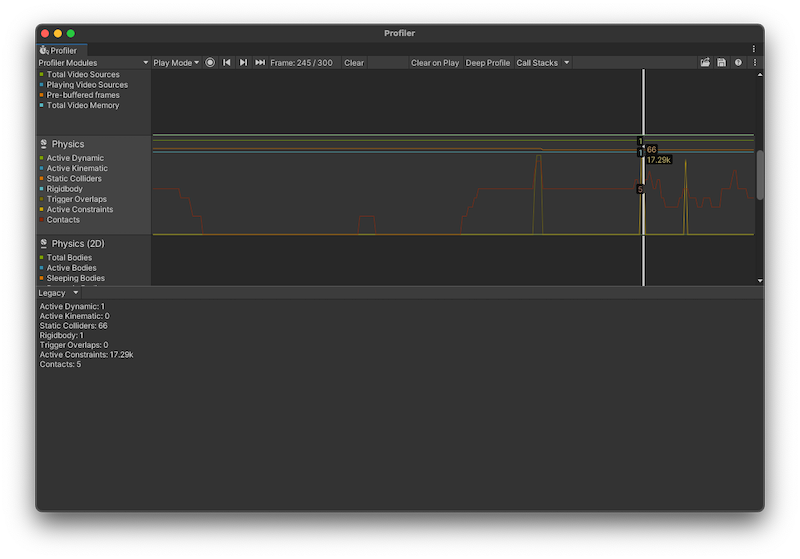 Profiler
Profiler
Profiler Modules Play Mode Frame: 245 / 300 Clear Clear on Play Deep Profile Call Stacks
Total Video Sources
Playing Video Sources
Pre-buffered frames
Total Video Memory
Physics
Active Dynamic
Active Kinematic
Static Colliders
Rigidbody
Trigger Overlaps
Active Constraints
Contacts
1
1
66
17.29k
5
Physics (2D)
Total Bodies
Active Bodies
Sleeping Bodies
Legacy
Active Dynamic: 1
Active Kinematic: 0
Static Colliders: 66
Rigidbody: 1
Trigger Overlaps: 0
Active Constraints: 17.29k
Contacts: 5